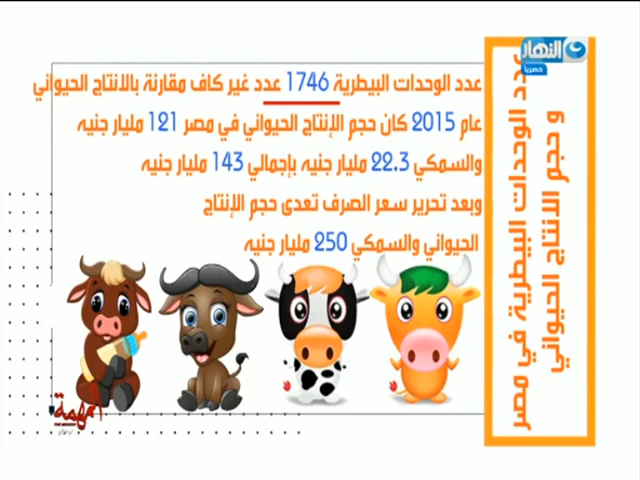 النهار
حصريا
عدد الوحدات البيطرية في مصر
و حجم الانتاج الحيواني
عدد الوحدات البيطرية 1746 عدد غير كاف مقارنة بالانتاج الحيواني
عام 2015 كان حجم الإنتاج الحيواني في مصر 121 مليار جنيه
والسمكي 22.3 مليار جنيه بإجمالي 143 مليار جنيه
وبعد تحرير سعر الصرف تعدى حجم الإنتاج
الحيواني والسمكي 250 مليار جنيه
المهمة